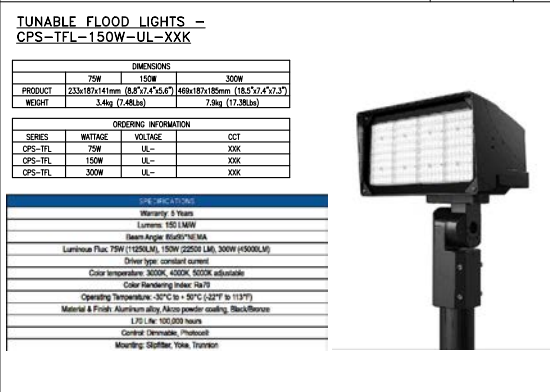 TUNABLE FLOOD LIGHTS –
CPS-TFL-150W-UL-XXK
DIMENSIONS
75W 150W 300W
PRODUCT 233x187x141mm (8.8"x7.4"x5.6") 469x187x185mm (18.5"x7.4"x7.3")
WEIGHT 3.4kg (7.48Lbs) 7.9kg (17.38Lbs)
ORDERING INFORMATION
SERIES WATTAGE VOLTAGE CCT
CPS-TFL 75W UL- XXK
CPS-TFL 150W UL- XXK
CPS-TFL 300W UL- XXK
SPECIFICATIONS
Warranty: 5 Years
Lumens: 150 LM/W
Beam Angle: NEMA
Luminous Flux: 75W (11250LM), 150W (22500 LM), 300W (45000LM)
Driver type: constant current
Color temperature: 3000K, 4000K, 5000K adjustable
Color Rendering Index: Ra70
Operating Temperature: -30°C to + 50°C (-22°F to 113°F)
Material & Finish: Aluminum alloy, Akzo powder coating, Black/Bronze
L70 Life: 100,000 hours
Control: Dimmable, Photocell
Mounting: Slipfitter, Yoke, Trunnion